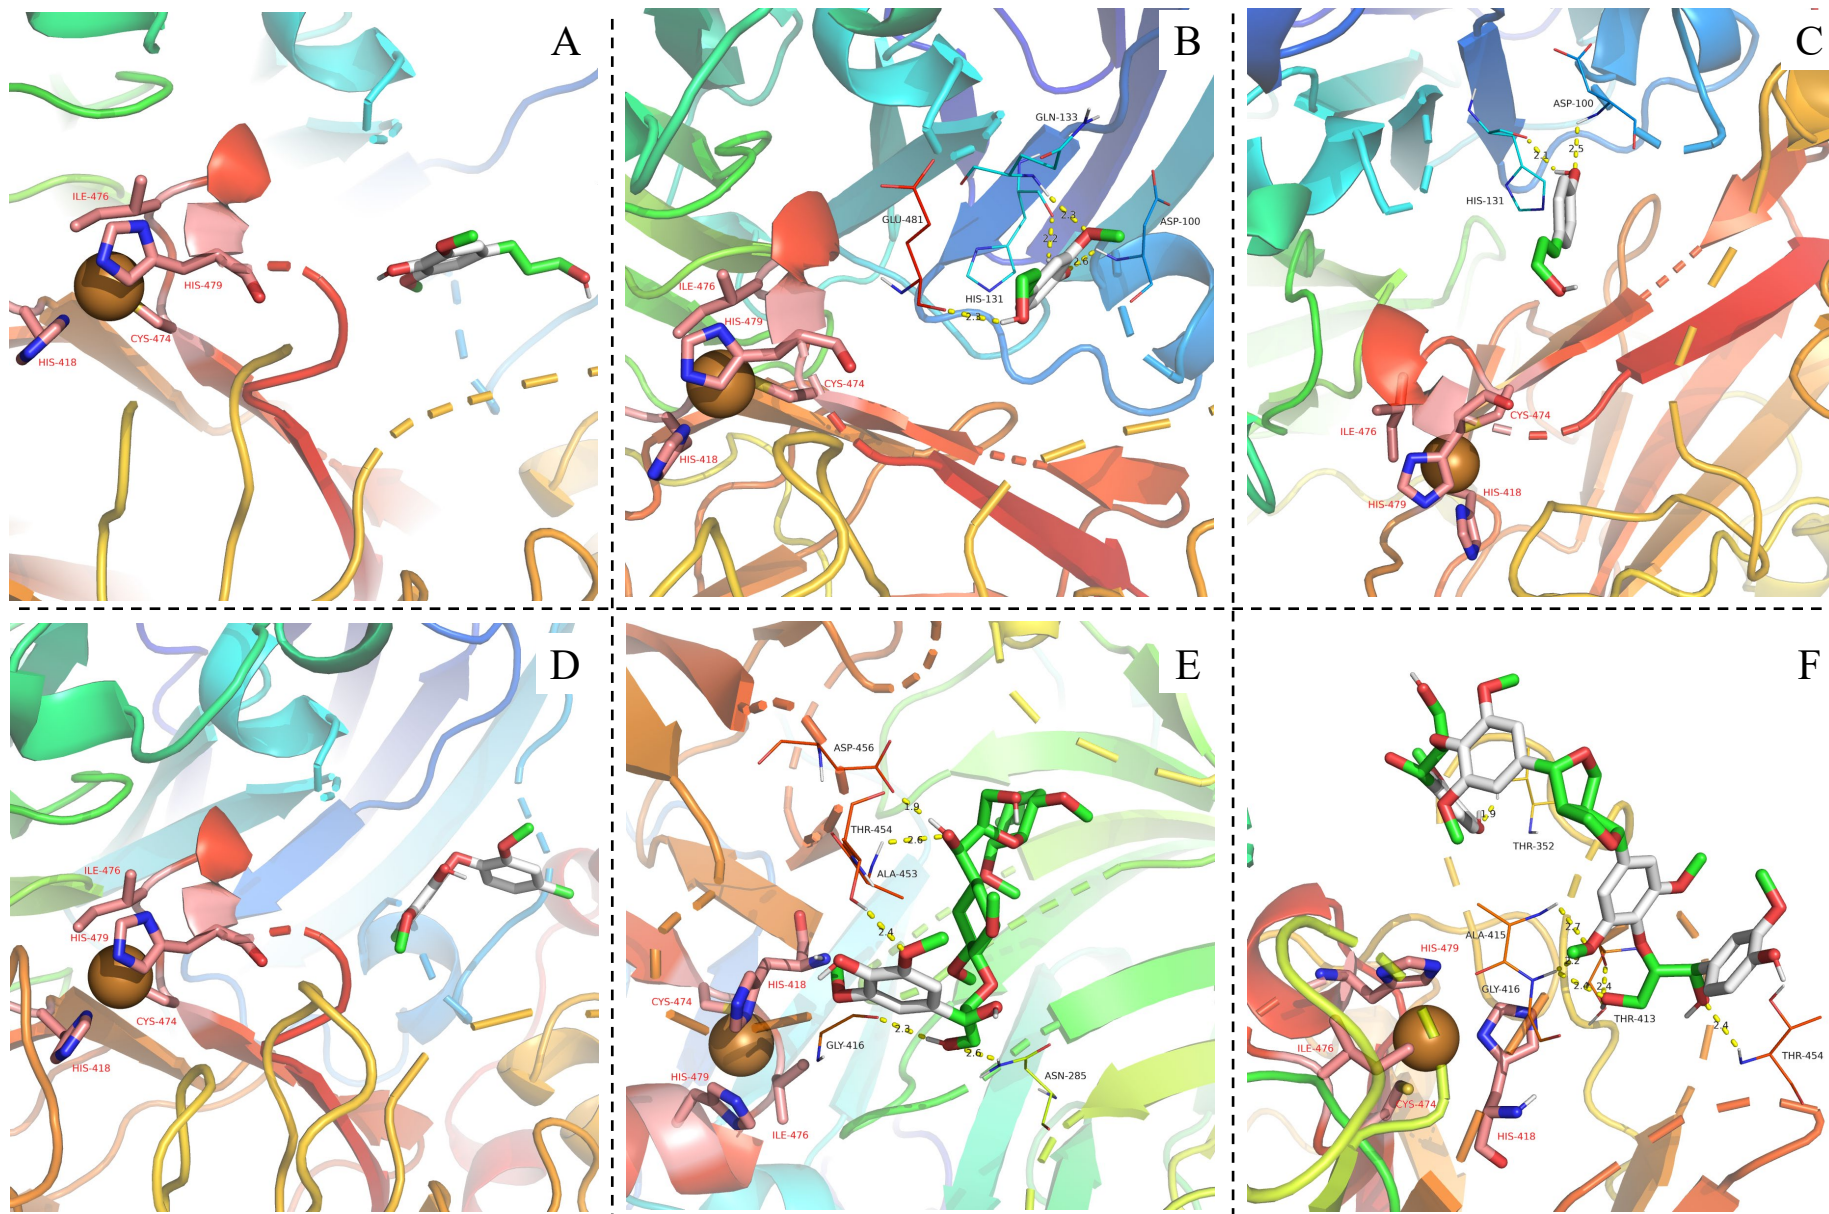 A
ILE-476
HIS-479
CYS-474
HIS-418
B
GLN-133
GLU-481
ASP-100
2.3
2.2
2.6
ILE-476
HIS-131
2.3
HIS-479
CYS-474
HIS-418
C
ASP-100
2.1
2.5
HIS-131
CYS-474
ILE-476
HIS-418
HIS-479
D
ILE-476
HIS-479
CYS-474
HIS-418
E
ASP-456
1.9
THR-454
2.6
ALA-453
2.4
HIS-418
CYS-474
2.3
GLY-416
2.6
HIS-479
ASN-285
ILE-476
F
1.9
THR-352
2.7
ALA-415
HIS-479
2.4
2.4
GLY-416
THR-413
2.4
ILE-476
THR-454
CYS-474
HIS-418